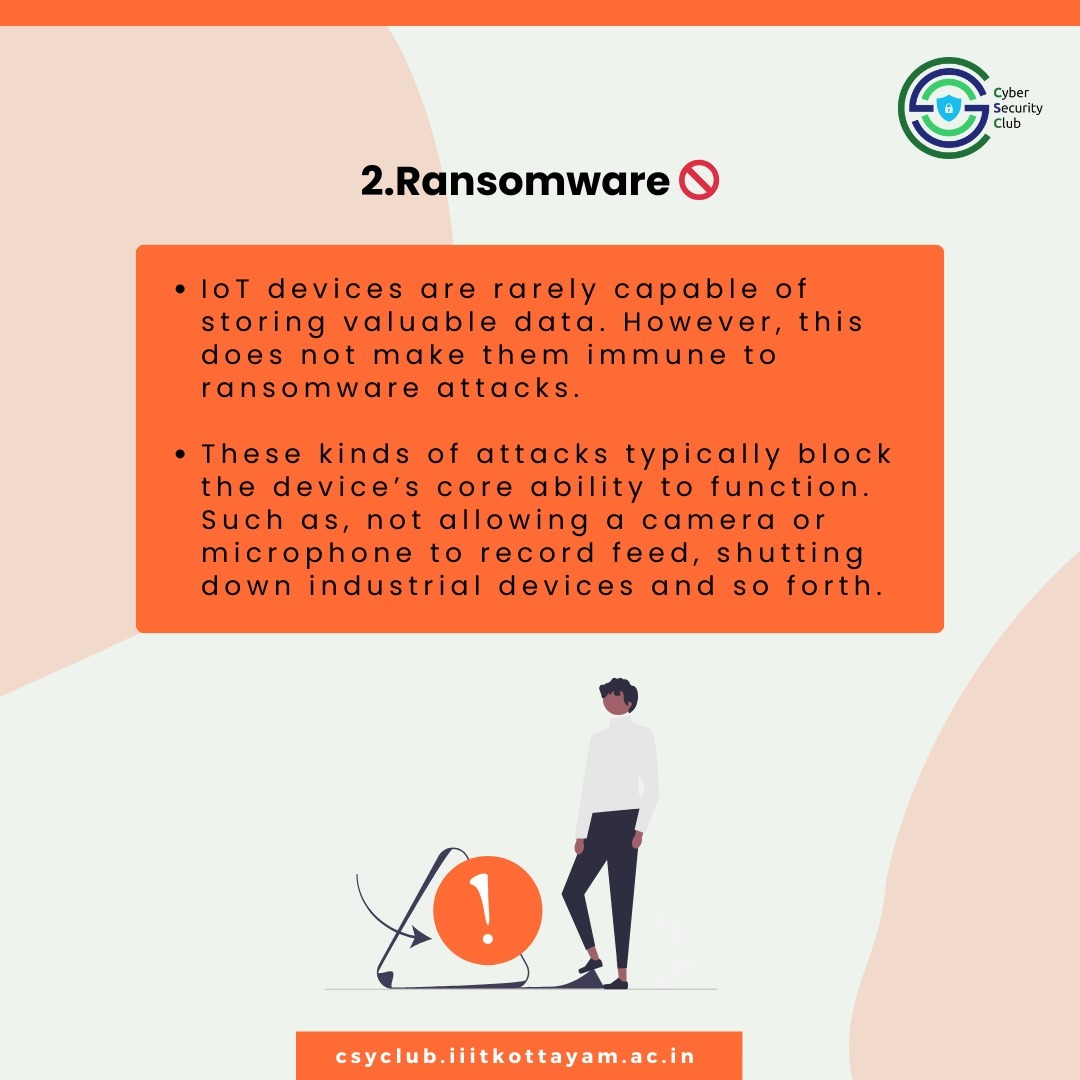 Cyber
Security
Club
2.Ransomware
• IoT devices are rarely capable of
storing valuable data. However, this
does not make them immune to
ransomware attacks.
• These kinds of attacks typically block
the device’s core ability to function.
Such as, not allowing a camera or
microphone to record feed, shutting
down industrial devices and so forth.
!
csyclub.iiitkottayam.ac.in